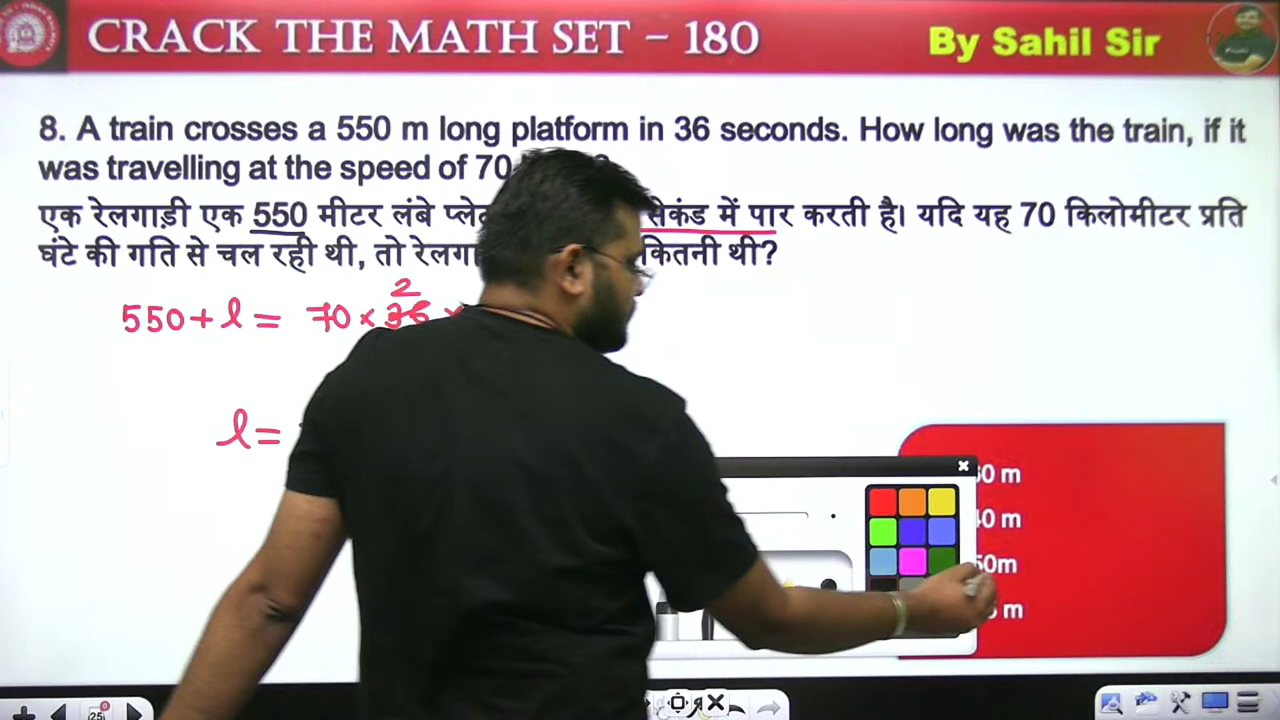 CRACK THE MATH SET – 180
By Sahil Sir
8. A train crosses a 550 m long platform in 36 seconds. How long was the train, if it
was travelling at the speed of 70
एक रेलगाड़ी एक 550 मीटर लंबे में पार करती है। यदि यह 70 किलोमीटर प्रति
घंटे की गति से चल रही थी, तो कितनी थी?
2
550 + l = 70 × 36 ×
l =
0 m
0 m
50m
m
25